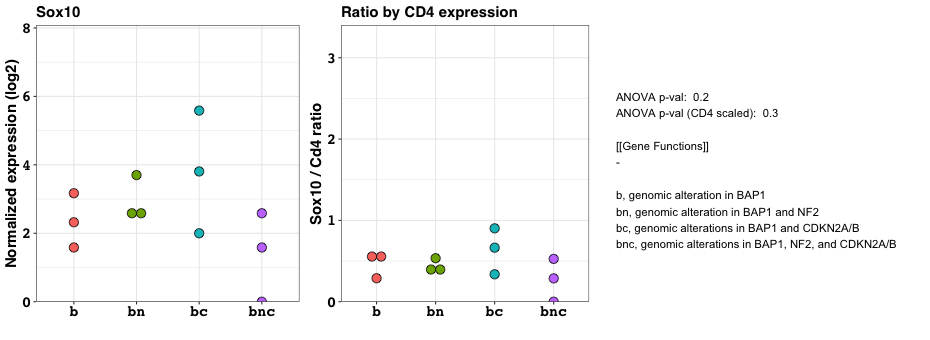 Sox10
Normalized expression (log2)
8
6
4
2
0
b bn bc bnc
Ratio by CD4 expression
Sox10 / Cd4 ratio
3
2
1
0
b bn bc bnc
ANOVA p-val: 0.2
ANOVA p-val (CD4 scaled): 0.3
[[Gene Functions]]
-
b, genomic alteration in BAP1
bn, genomic alteration in BAP1 and NF2
bc, genomic alterations in BAP1 and CDKN2A/B
bnc, genomic alterations in BAP1, NF2, and CDKN2A/B